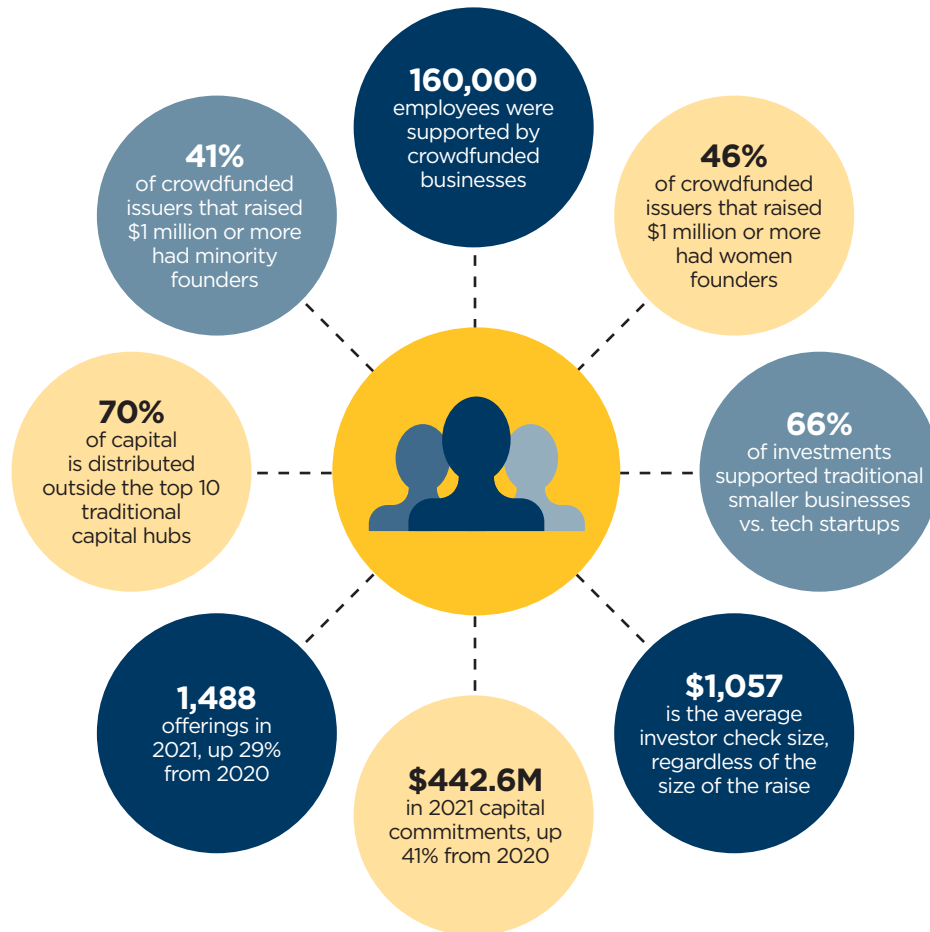 160,000
employees were
supported by
crowdfunded
businesses
46%
of crowdfunded
issuers that raised
$1 million or more
had women
founders
66%
of investments
supported traditional
smaller businesses
vs. tech startups
$1,057
is the average
investor check size,
regardless of the
size of the raise
$442.6M
in 2021 capital
commitments, up
41% from 2020
1,488
offerings in
2021, up 29%
from 2020
70%
of capital
is distributed
outside the top 10
traditional
capital hubs
41%
of crowdfunded
issuers that raised
$1 million or more
had minority
founders